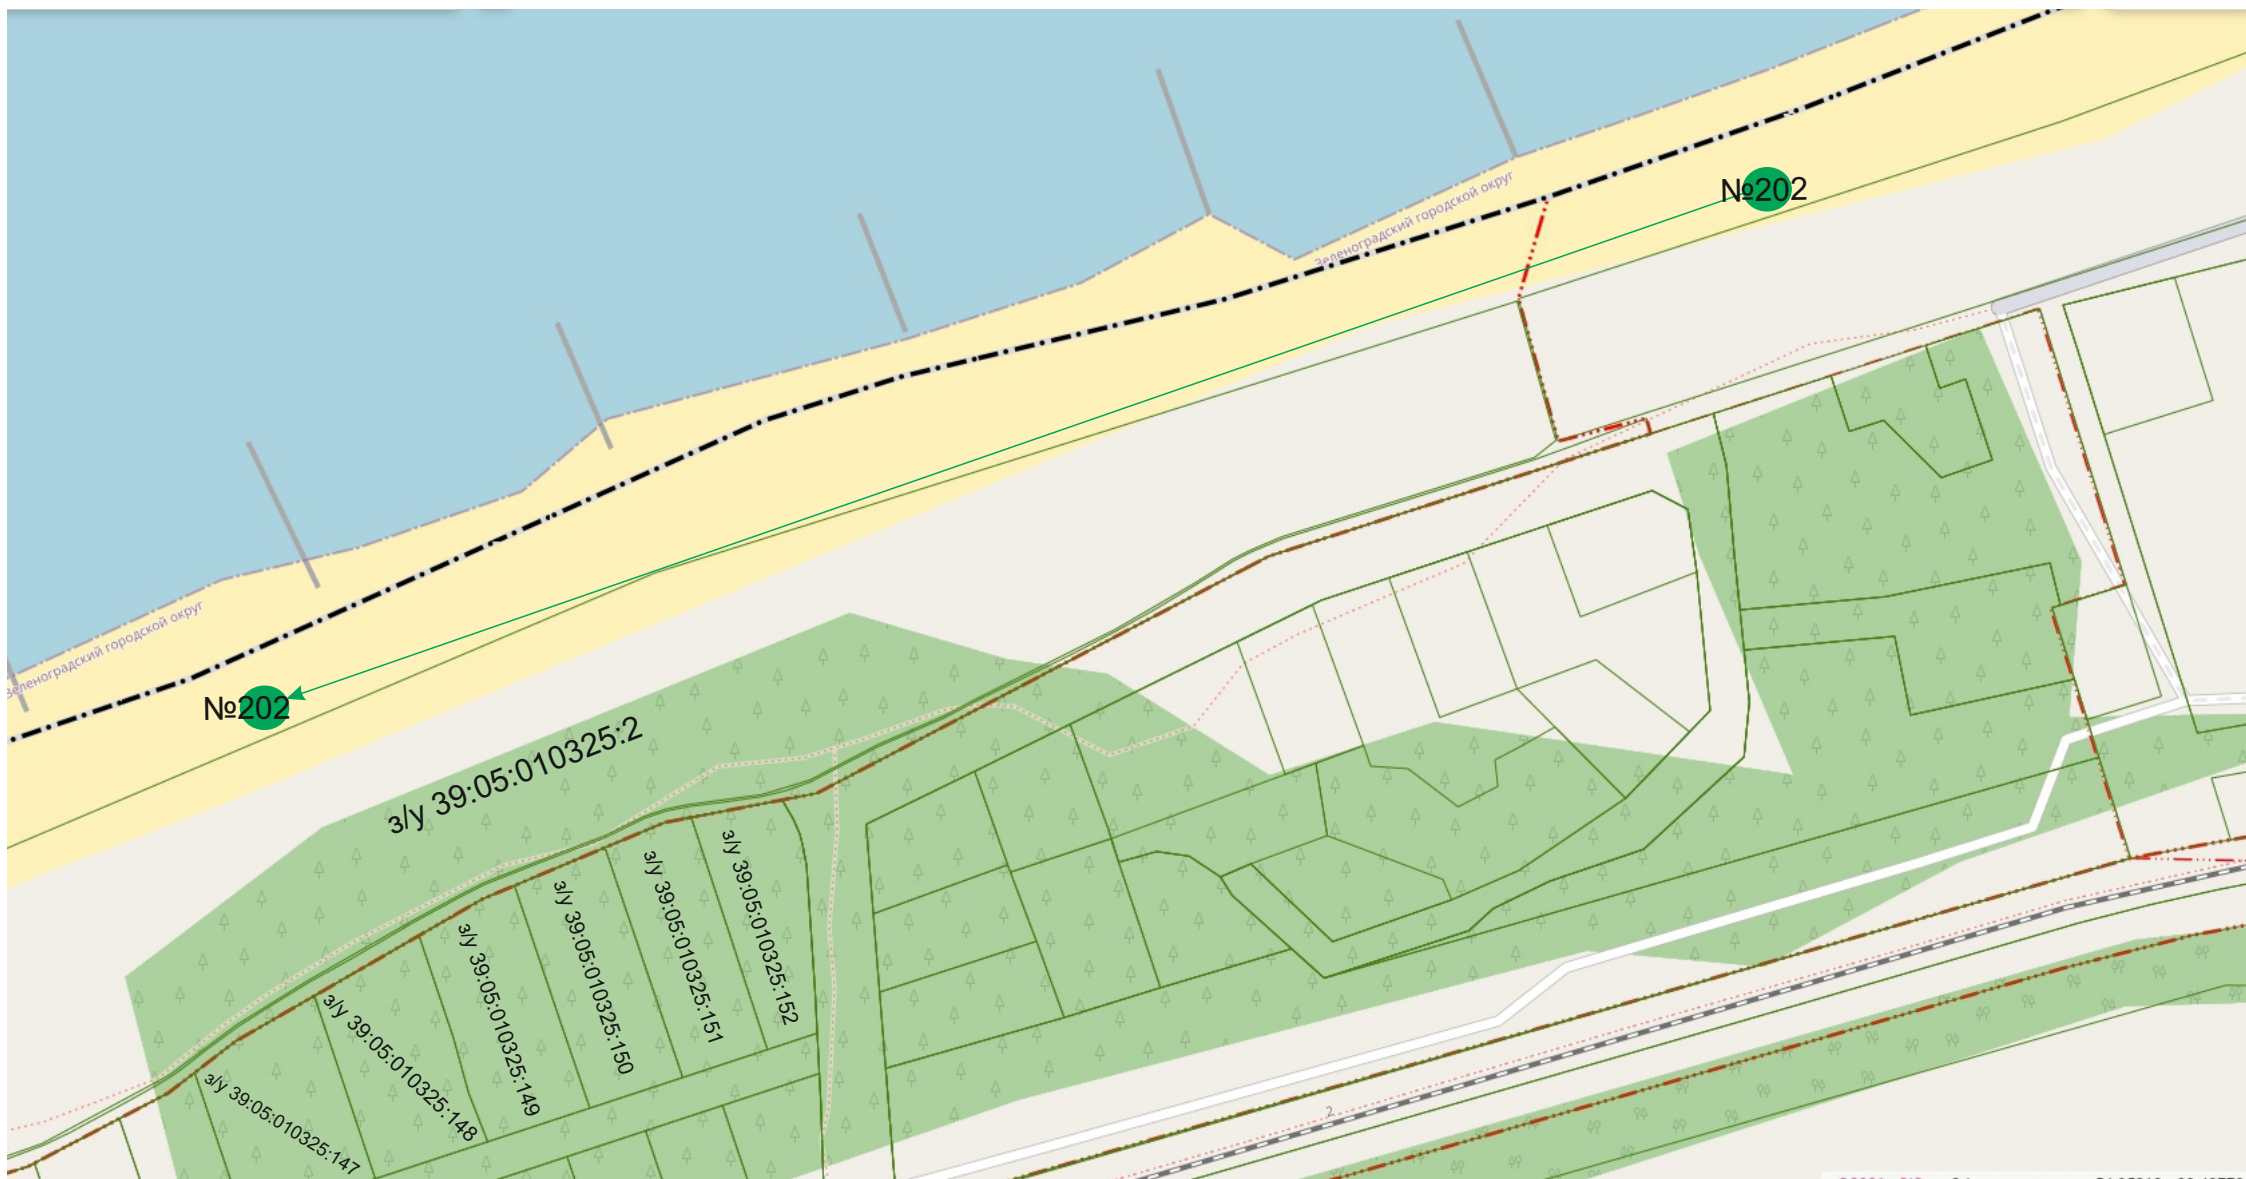 №202
Зеленоградский городской округ
Зеленоградский городской округ
№202
з/у 39:05:010325:2
з/у 39:05:010325:152
з/у 39:05:010325:151
з/у 39:05:010325:150
з/у 39:05:010325:149
з/у 39:05:010325:148
з/у 39:05:010325:147
2